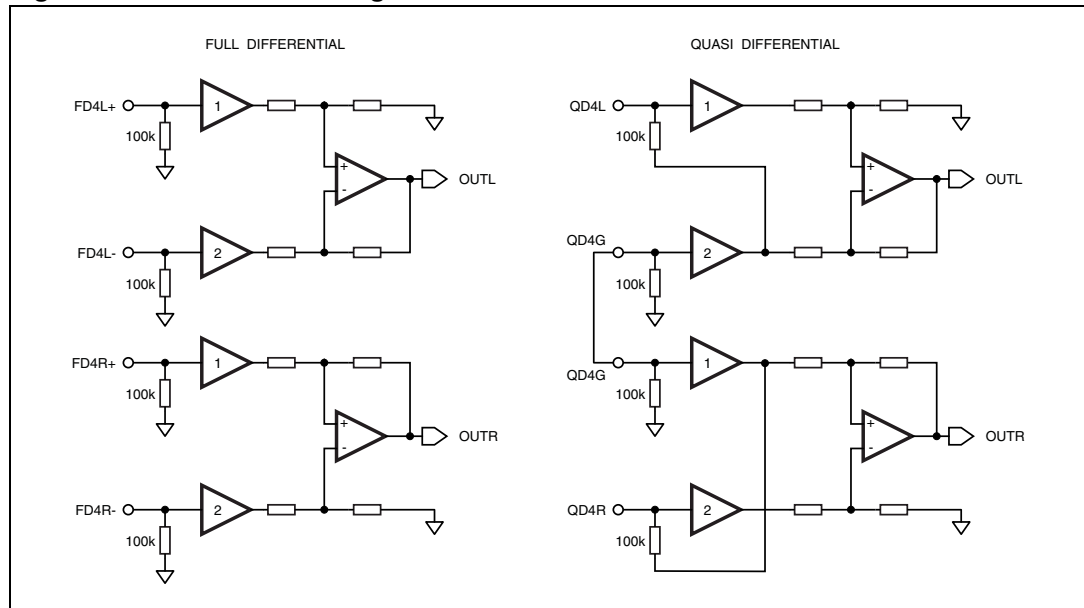 FULL DIFFERENTIAL
FD4L+
100k
1
+
-
OUTL
FD4L-
100k
2
FD4R+
100k
1
+
-
OUTR
FD4R-
100k
2
QUASI DIFFERENTIAL
QD4L
100k
1
+
-
OUTL
QD4G
100k
2
QD4G
100k
1
+
-
OUTR
QD4R
100k
2